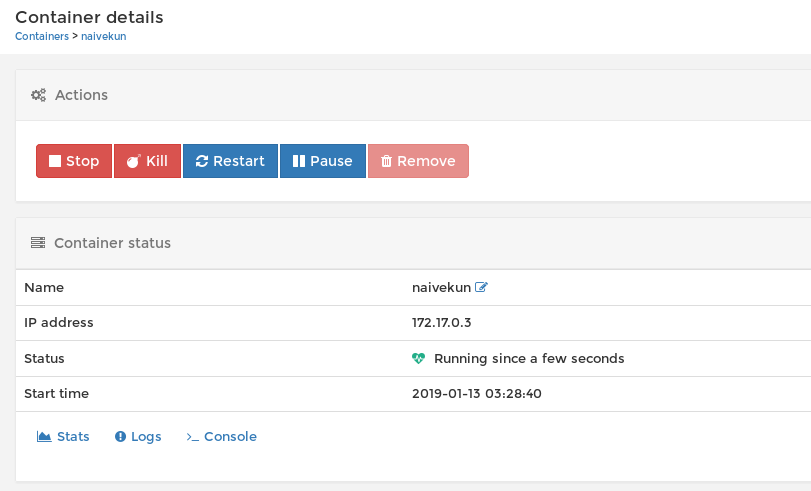 Container details
Containers > naivekun
Actions
Stop Kill Restart Pause Remove
Container status
Name naivekun
IP address 172.17.0.3
Status Running since a few seconds
Start time 2019-01-13 03:28:40
Stats Logs >_ Console